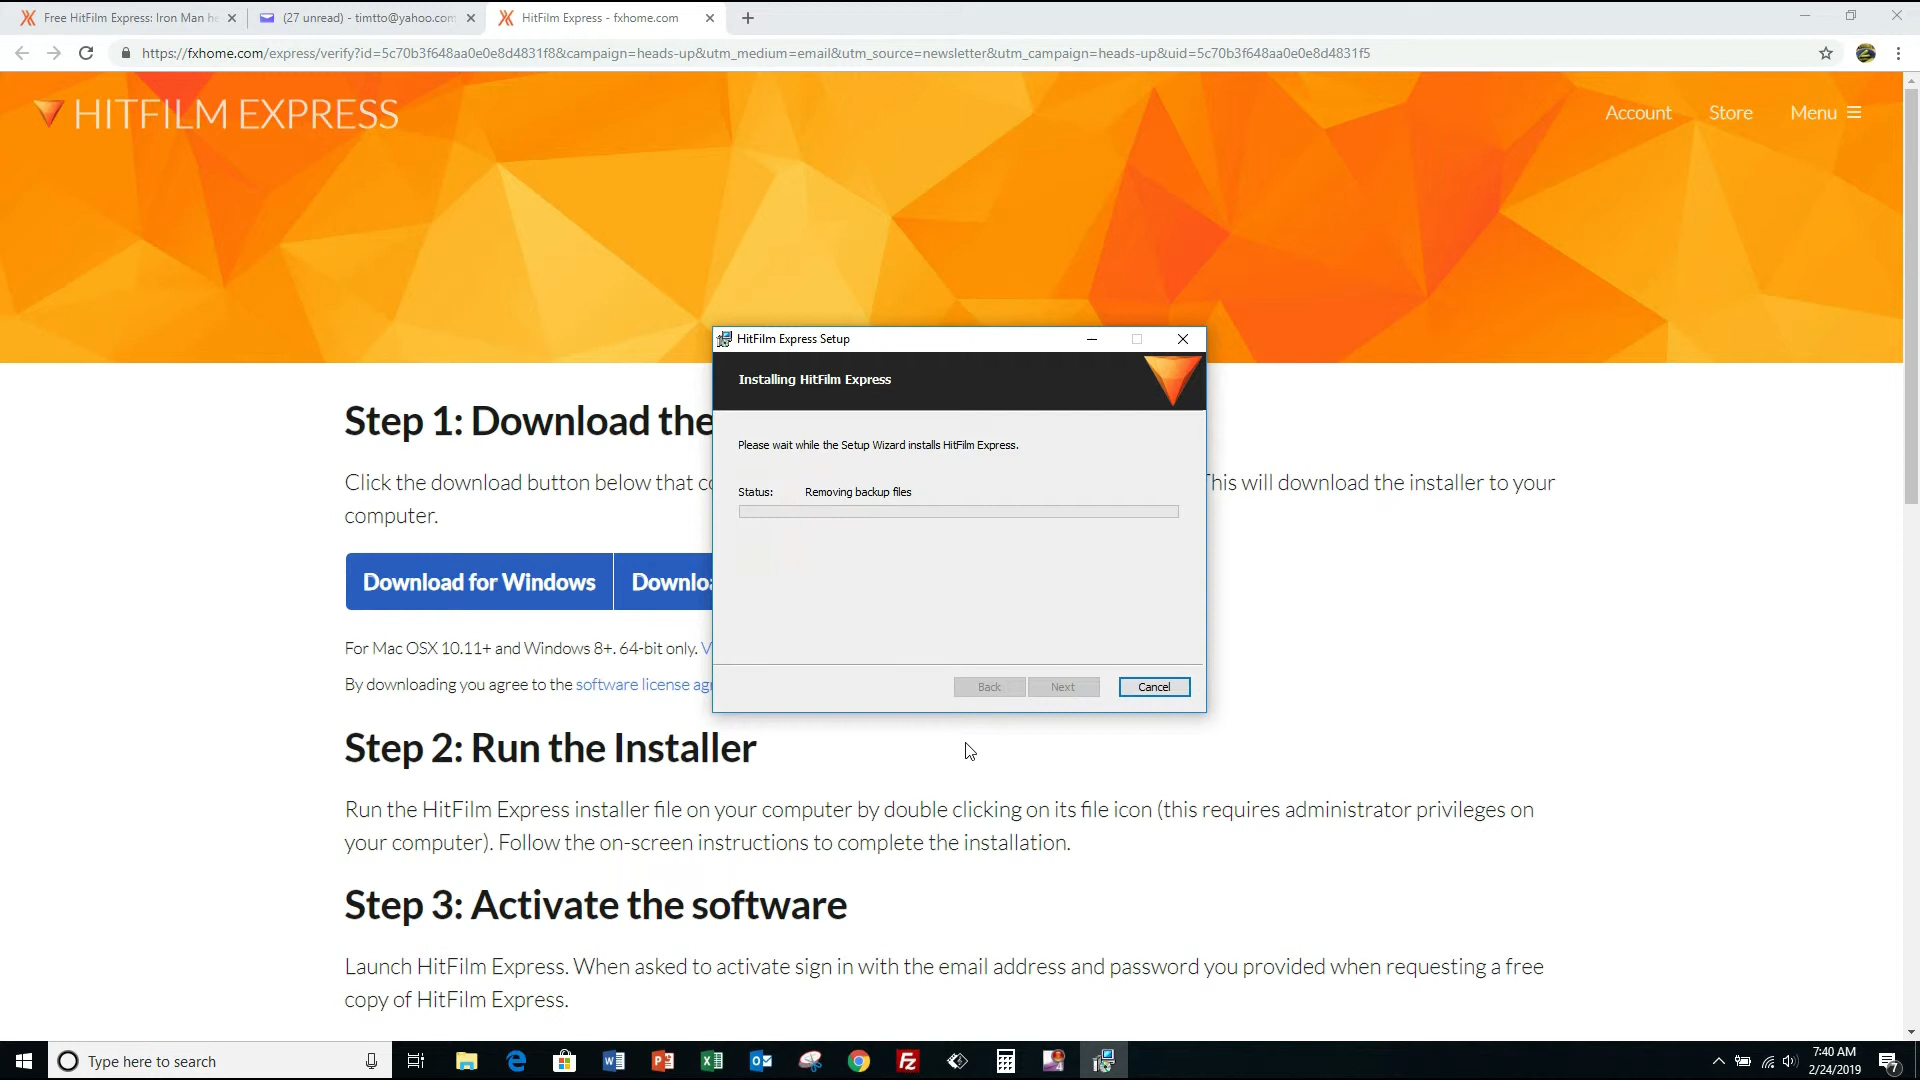 Free HitFilm Express: Iron Man he
(27 unread) - timtto@yahoo.com
HitFilm Express - fxhome.com
https://fxhome.com/express/verify?id=5c70b3f648aa0e0e8d4831f8&campaign=heads-up&utm_medium=email&utm_source=newsletter&utm_campaign=heads-up&uid=5c70b3f648aa0e0e8d4831f5
HITFILM EXPRESS
Account Store Menu
HitFilm Express Setup
Installing HitFilm Express
Please wait while the Setup Wizard installs HitFilm Express.
Status: Removing backup files
Back Next Cancel
Step 1: Download the
Click the download button below that co This will download the installer to your
computer.
Download for Windows Downloa
For Mac OSX 10.11+ and Windows 8+. 64-bit only. V
By downloading you agree to the software license agr
Step 2: Run the Installer
Run the HitFilm Express installer file on your computer by double clicking on its file icon (this requires administrator privileges on
your computer). Follow the on-screen instructions to complete the installation.
Step 3: Activate the software
Launch HitFilm Express. When asked to activate sign in with the email address and password you provided when requesting a free
copy of HitFilm Express.
Type here to search
7:40 AM
2/24/2019
7